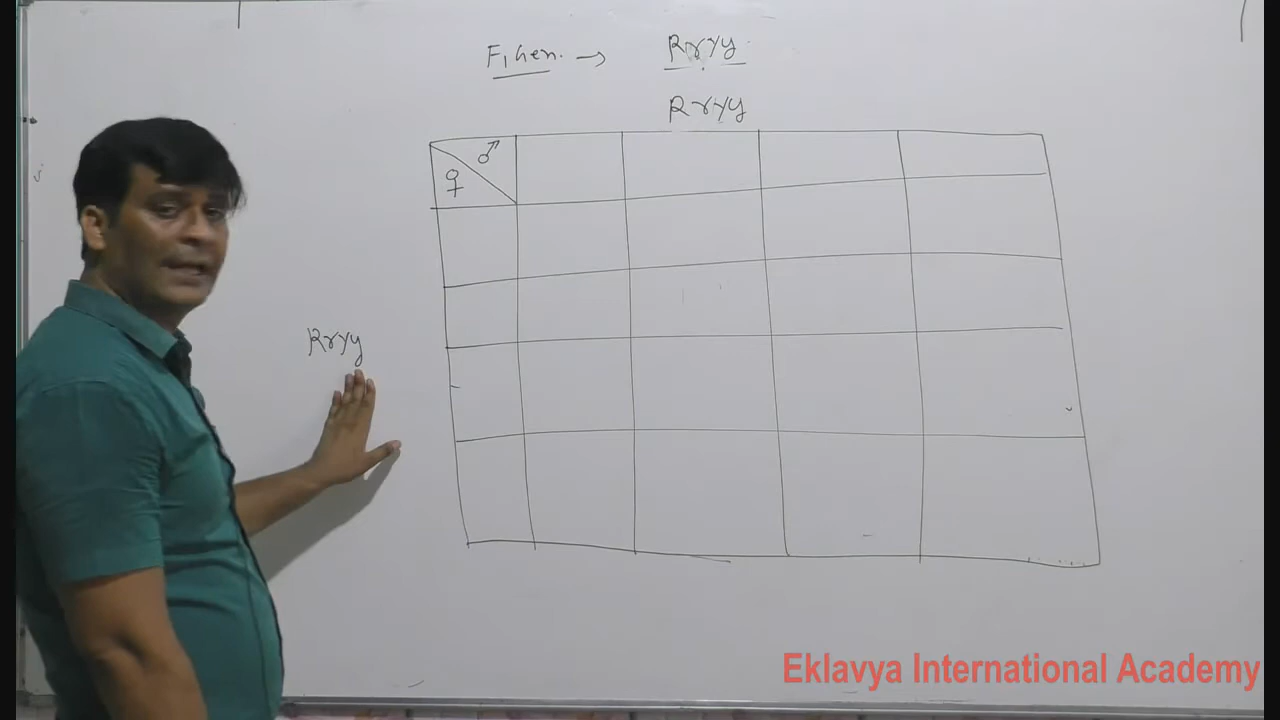 F₁ Gen. → RrYy
RrYy
♂
♀
RrYy
Eklavya International Academy